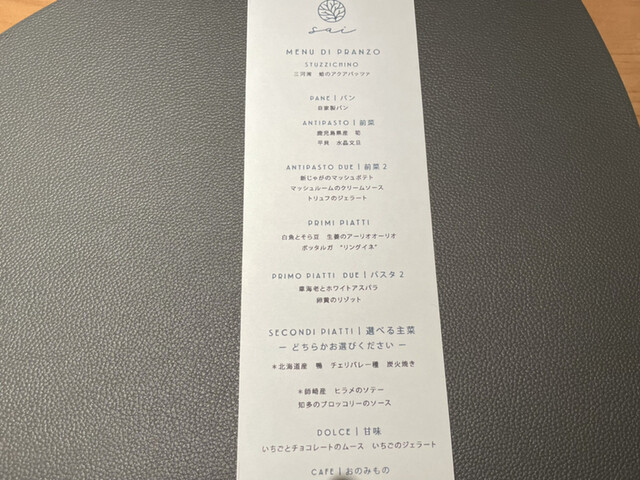 sai
MENU DI PRANZO
STUZZICHINO
三河湾 蛤のアクアパッツァ
PANE | パン
自家製パン
ANTIPASTO | 前菜
鹿児島県産 筍
平貝 水晶文旦
ANTIPASTO DUE | 前菜2
新じゃがのマッシュポテト
マッシュルームのクリームソース
トリュフのジェラート
PRIMI PIATTI
白魚とそら豆 生姜のアーリオオーリオ
ボッタルガ “リングイネ”
PRIMO PIATTI DUE | パスタ2
車海老とホワイトアスパラ
卵黄のリゾット
SECONDI PIATTI | 選べる主菜
ー どちらかお選びください ー
*北海道産 鴨 チェリバレー種 炭火焼き
ヒラメのソテー
知多のブロッコリーのソース
DOLCE | 甘味
いちごとチョコレートのムース いちごのジェラート
CAFE | おのみもの